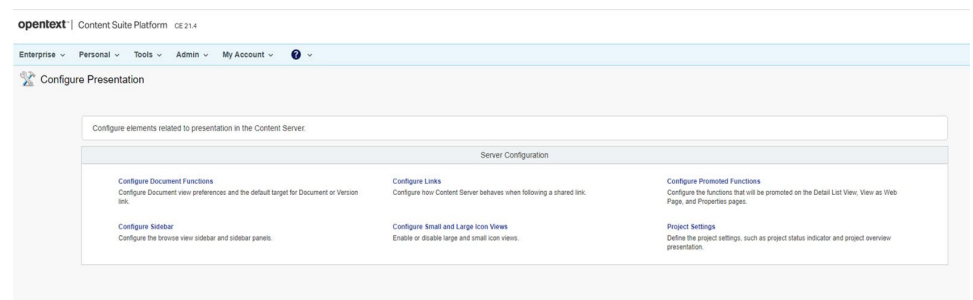 opentext™ | Content Suite Platform CE 21.4
Enterprise Personal Tools Admin My Account ?
Configure Presentation
Configure elements related to presentation in the Content Server.
Server Configuration
Configure Document Functions
Configure Document view preferences and the default target for Document or Version
link.
Configure Links
Configure how Content Server behaves when following a shared link.
Configure Promoted Functions
Configure the functions that will be promoted on the Detail List View, View as Web
Page, and Properties pages.
Configure Sidebar
Configure the browse view sidebar and sidebar panels.
Configure Small and Large Icon Views
Enable or disable large and small icon views.
Project Settings
Define the project settings, such as project status indicator and project overview
presentation.